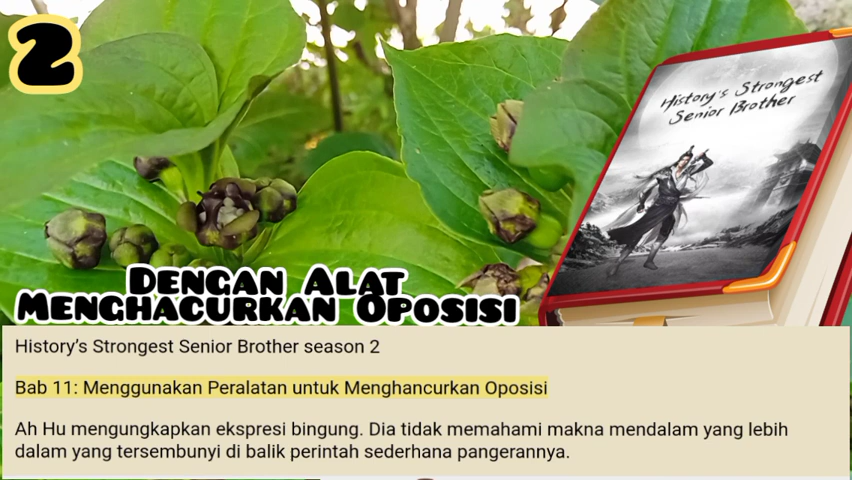 2
History's Strongest
Senior Brother
DENGAN ALAT
MENGHACURKAN OPOSISI
History's Strongest Senior Brother season 2
Bab 11: Menggunakan Peralatan untuk Menghancurkan Oposisi
Ah Hu mengungkapkan ekspresi bingung. Dia tidak memahami makna mendalam yang lebih
dalam yang tersembunyi di balik perintah sederhana pangerannya.